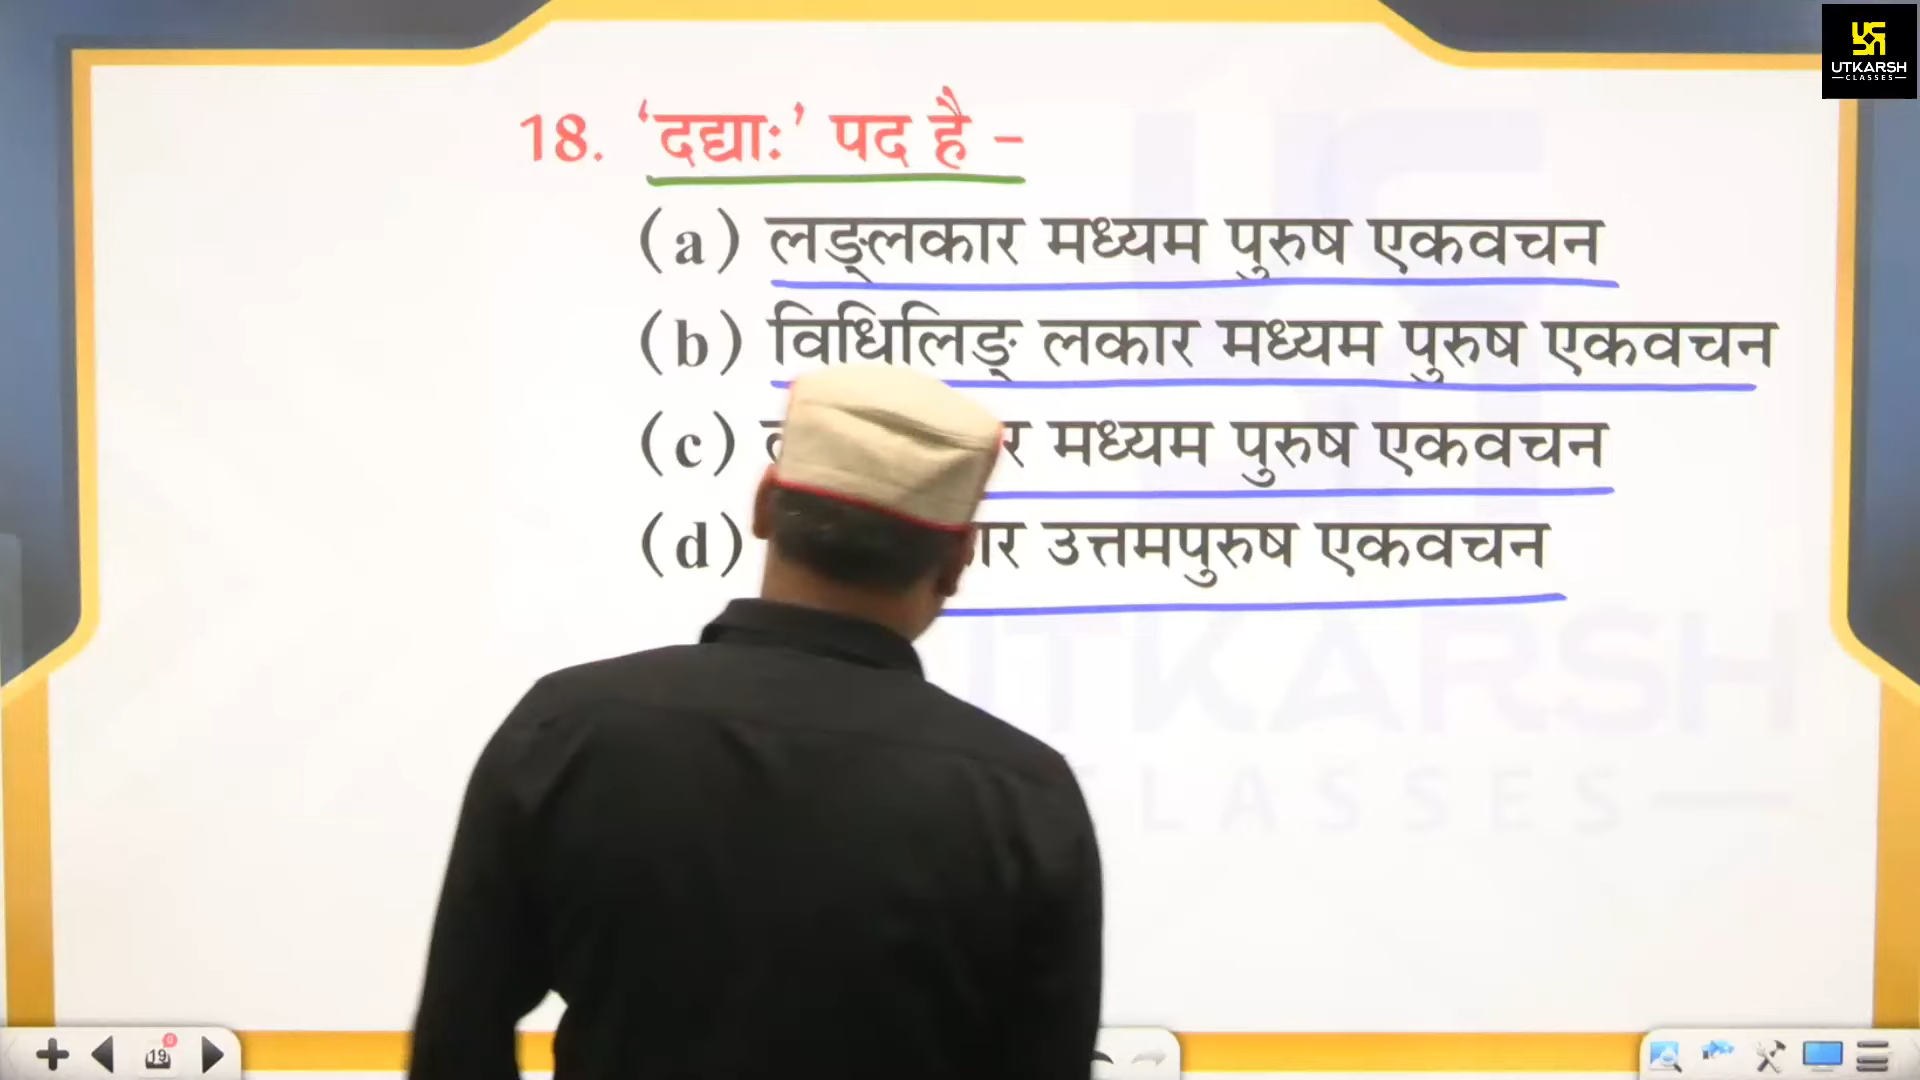 UTKARSH
CLASSES
18. ‘दद्याः’ पद है –
(a) लङ्लकार मध्यम पुरुष एकवचन
(b) विधिलिङ् लकार मध्यम पुरुष एकवचन
(c) मध्यम पुरुष एकवचन
(d) उत्तमपुरुष एकवचन
UTKARSH
CLASSES
19